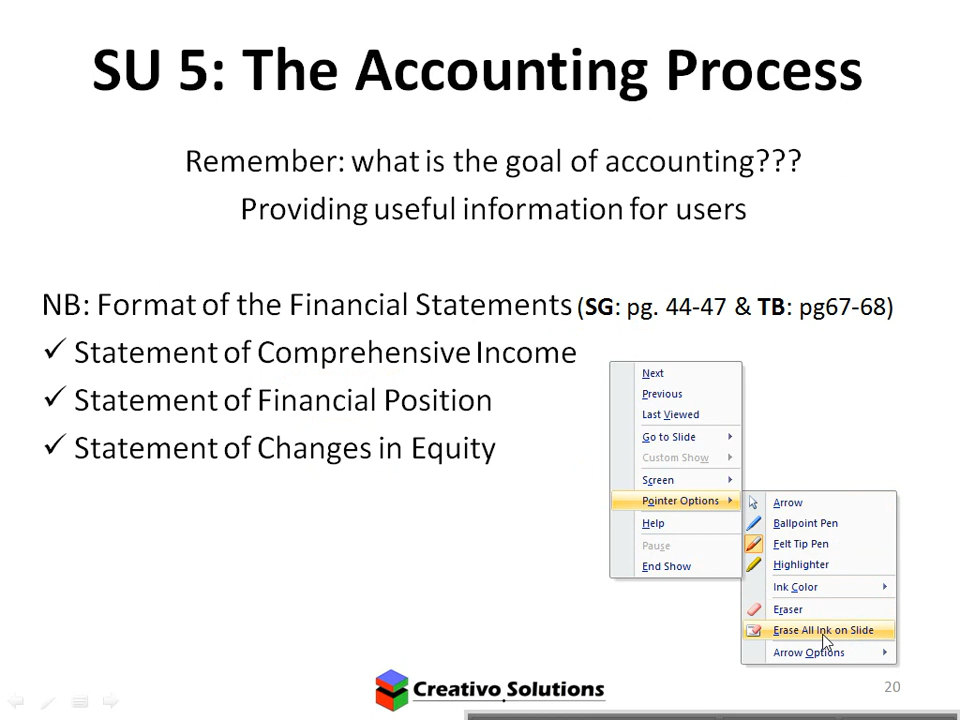 SU 5: The Accounting Process
Remember: what is the goal of accounting???
Providing useful information for users
NB: Format of the Financial Statements (SG: pg. 44-47 & TB: pg67-68)
✓ Statement of Comprehensive Income
✓ Statement of Financial Position
✓ Statement of Changes in Equity
Next
Previous
Last Viewed
Go to Slide
Custom Show
Screen
Pointer Options
Help
Pause
End Show
Arrow
Ballpoint Pen
Felt Tip Pen
Highlighter
Ink Color
Eraser
Erase All Ink on Slide
Arrow Options
Creativo Solutions
20